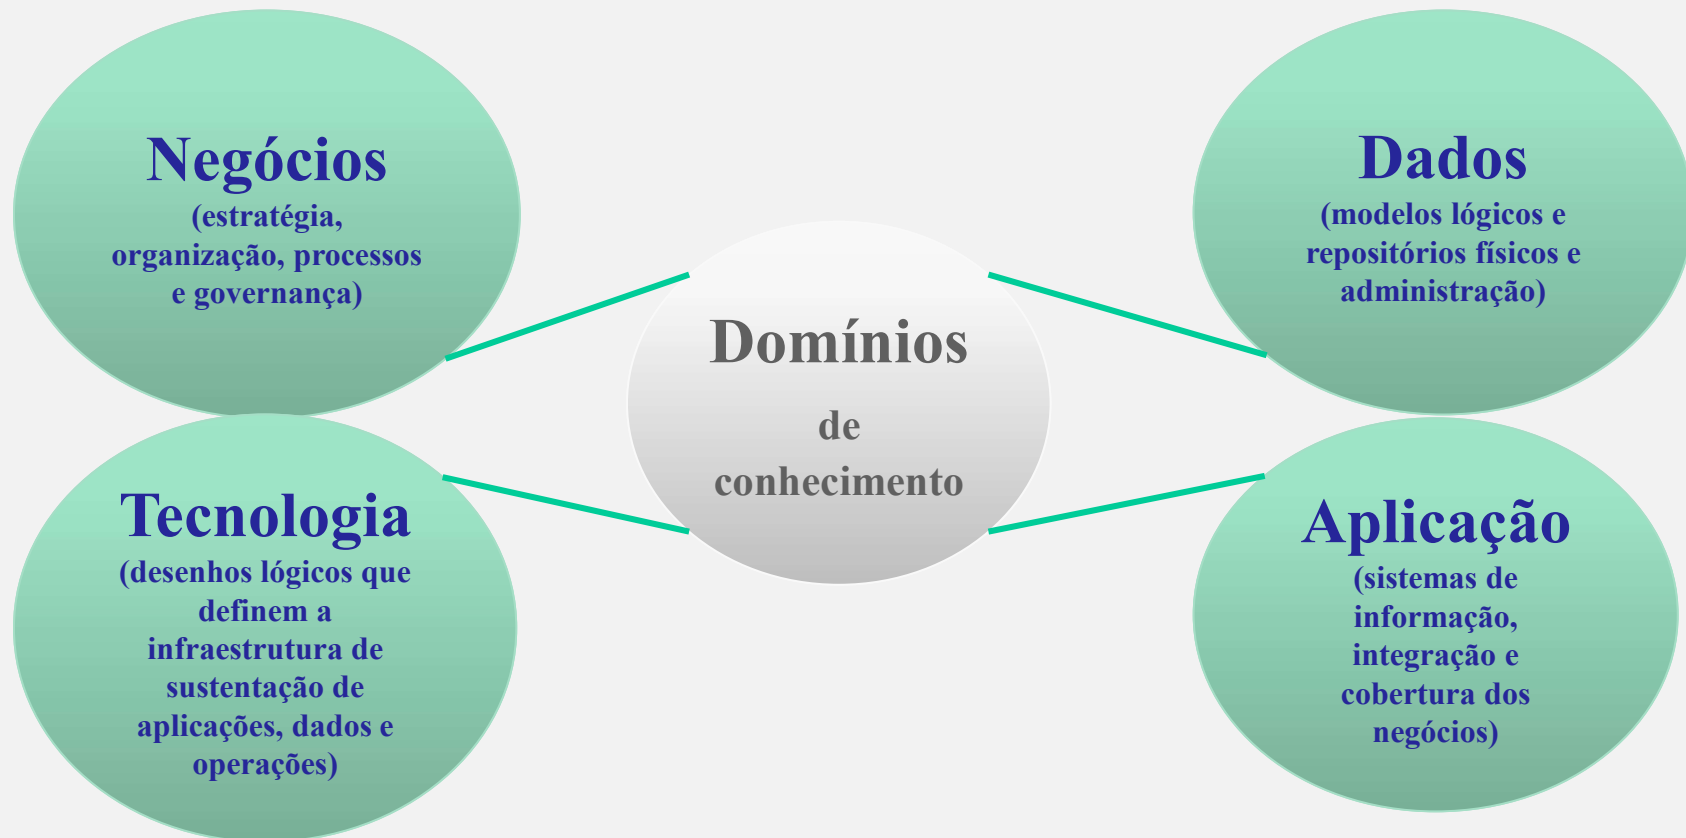 Negócios
(estratégia,
organização, processos
e governança)
Dados
(modelos lógicos e
repositórios físicos e
administração)
Domínios
de
conhecimento
Tecnologia
(desenhos lógicos que
definem a
infraestrutura de
sustentação de
aplicações, dados e
operações)
Aplicação
(sistemas de
informação,
integração e
cobertura dos
negócios)